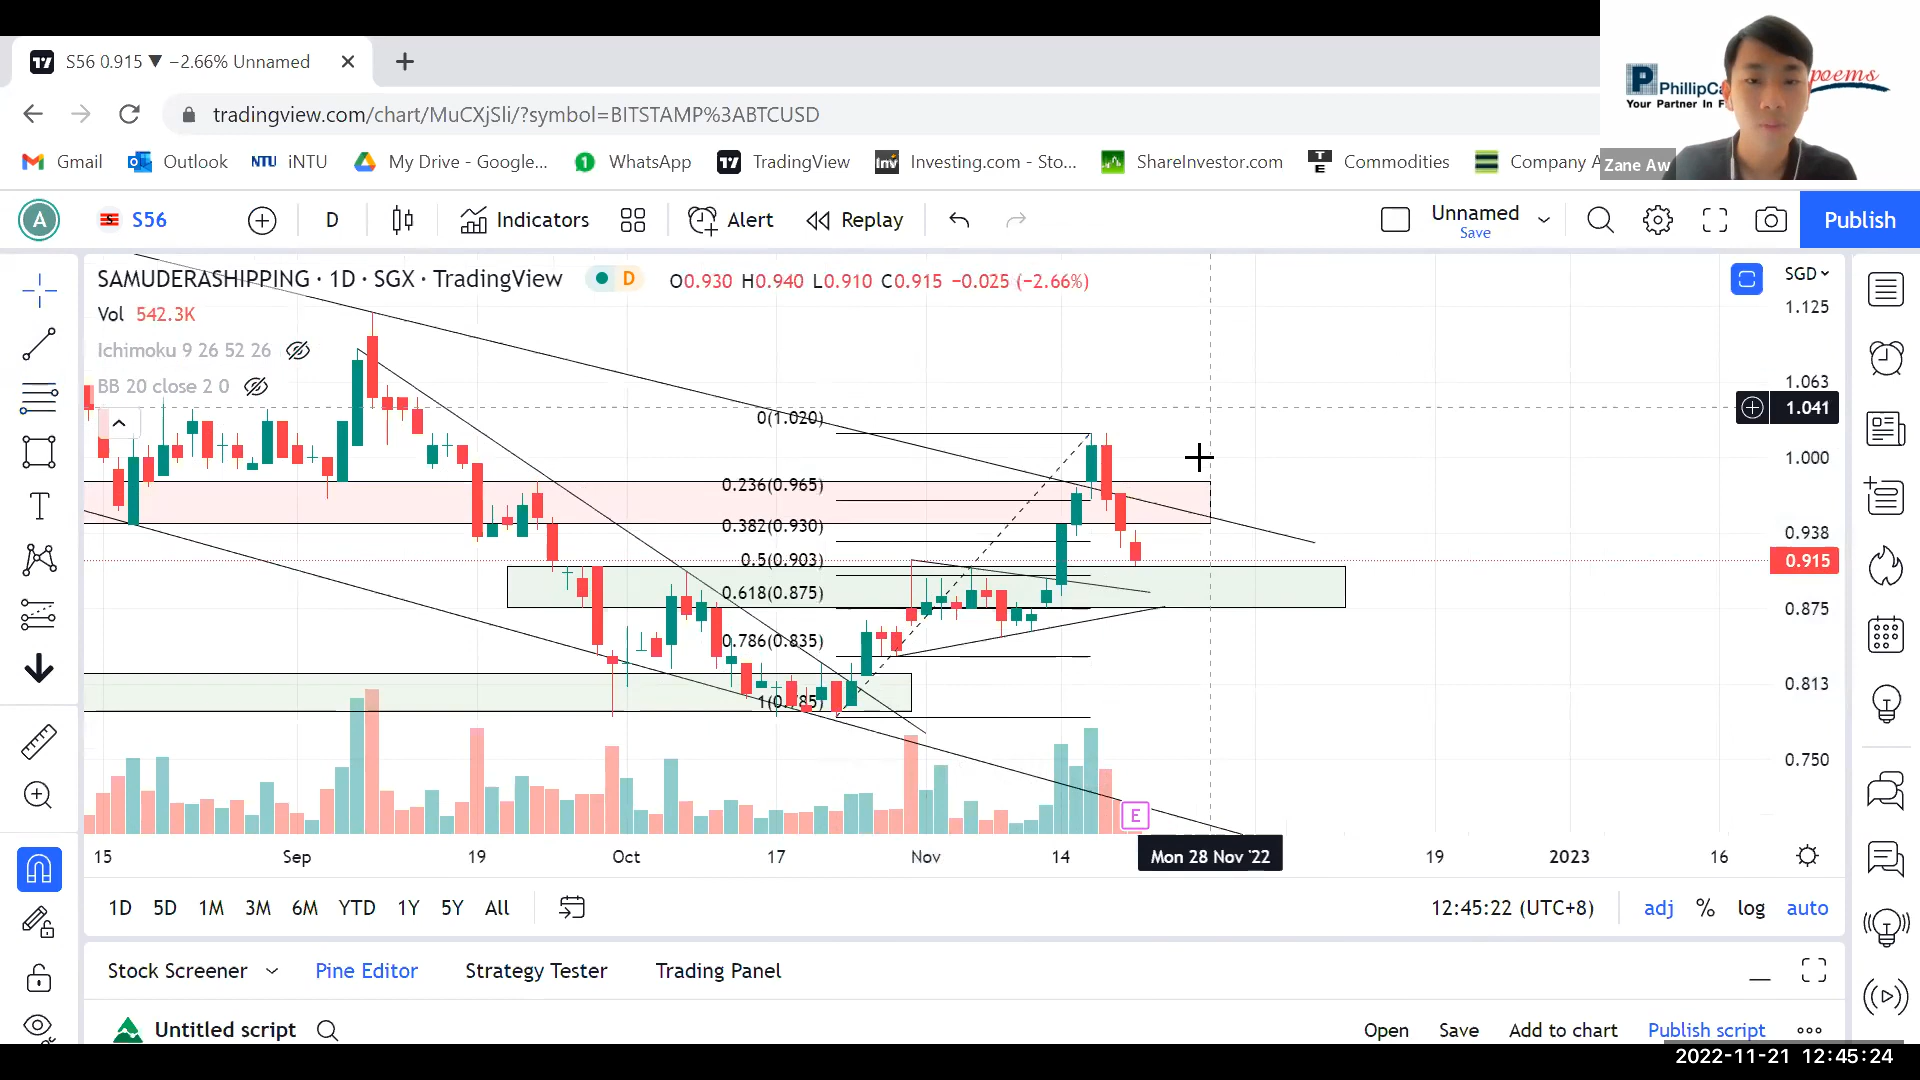 S56 0.915 ▼ −2.66% Unnamed
tradingview.com/chart/MuCXjSli/?symbol=BITSTAMP%3ABTCUSD
PhillipCa
poemS
Your Partner In F
Zane Aw
Gmail
Outlook
NTU iNTU
My Drive - Google...
WhatsApp
TradingView
Inv Investing.com - Sto...
ShareInvestor.com
TE Commodities
Company A
A
S56
D
Indicators
Alert
Replay
Unnamed
Save
Publish
SAMUDERASHIPPING · 1D · SGX · TradingView
D
O0.930 H0.940 L0.910 C0.915 −0.025 (−2.66%)
Vol 542.3K
Ichimoku 9 26 52 26
BB 20 close 2 0
SGD
1.125
1.063
1.041
1.000
0.938
0.915
0.875
0.813
0.750
0(1.020)
0.236(0.965)
0.382(0.930)
0.5(0.903)
0.618(0.875)
0.786(0.835)
1(0.785)
E
15 Sep 19 Oct 17 Nov 14 Mon 28 Nov '22 19 2023 16
1D 5D 1M 3M 6M YTD 1Y 5Y All
12:45:22 (UTC+8)
adj % log auto
Stock Screener
Pine Editor
Strategy Tester
Trading Panel
Untitled script
Open
Save
Add to chart
Publish script
2022-11-21 12:45:24